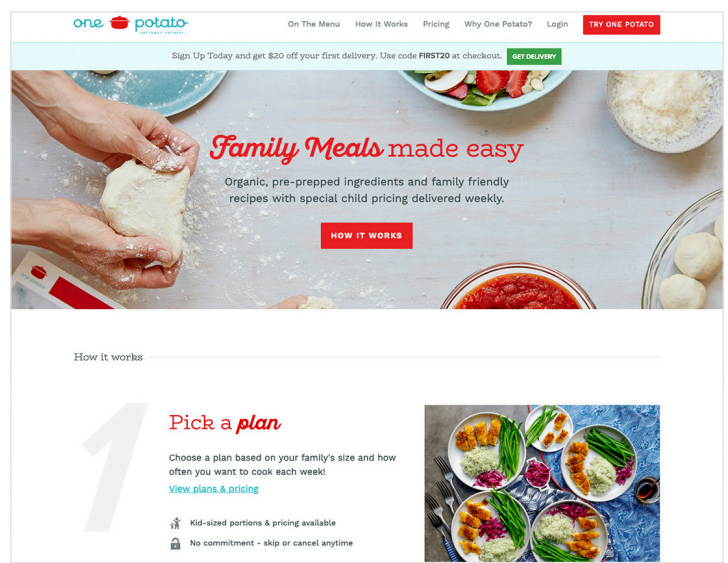 one potato
ONE FAMILY. ONE MEAL.
On The Menu How It Works Pricing Why One Potato? Login TRY ONE POTATO
Sign Up Today and get $20 off your first delivery. Use code FIRST20 at checkout. GET DELIVERY
Family Meals made easy
Organic, pre-prepped ingredients and family friendly
recipes with special child pricing delivered weekly.
HOW IT WORKS
How it works
1
Pick a plan
Choose a plan based on your family's size and how
often you want to cook each week!
View plans & pricing
Kid-sized portions & pricing available
No commitment - skip or cancel anytime